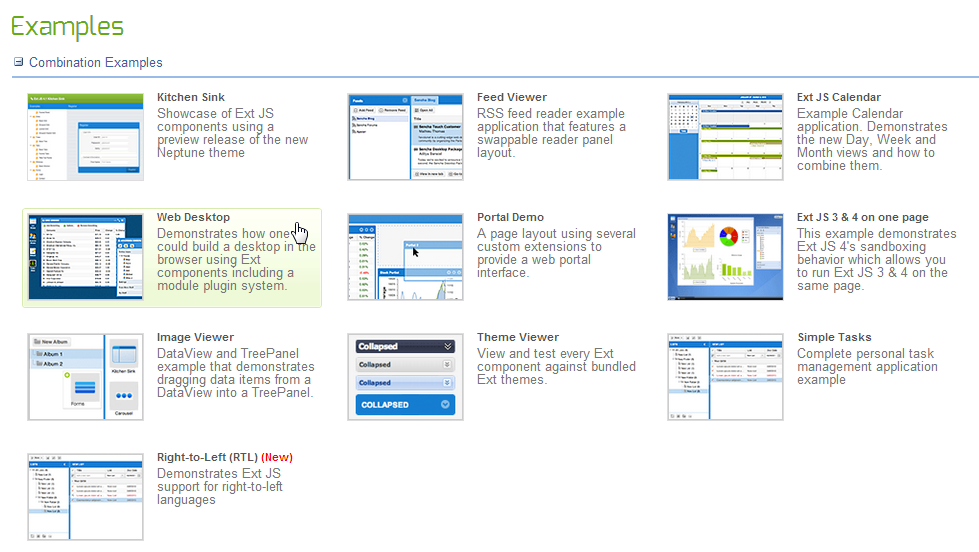 Examples
Combination Examples
Kitchen Sink
Showcase of Ext JS
components using a
preview release of the new
Neptune theme
Feed Viewer
RSS feed reader example
application that features a
swappable reader panel
layout.
Ext JS Calendar
Example Calendar
application. Demonstrates
the new Day, Week and
Month views and how to
combine them.
Web Desktop
Demonstrates how one
could build a desktop in the
browser using Ext
components including a
module plugin system.
Portal Demo
A page layout using several
custom extensions to
provide a web portal
interface.
Ext JS 3 & 4 on one page
This example demonstrates
Ext JS 4's sandboxing
behavior which allows you
to run Ext JS 3 & 4 on the
same page.
New Album
Album 1
Album 2
Forms
Kitchen Sink
Carousel
Image Viewer
DataView and TreePanel
example that demonstrates
dragging data items from a
DataView into a TreePanel.
Collapsed
Collapsed
Collapsed
COLLAPSED
Theme Viewer
View and test every Ext
component against bundled
Ext themes.
Simple Tasks
Complete personal task
management application
example
Right-to-Left (RTL) (New)
Demonstrates Ext JS
support for right-to-left
languages